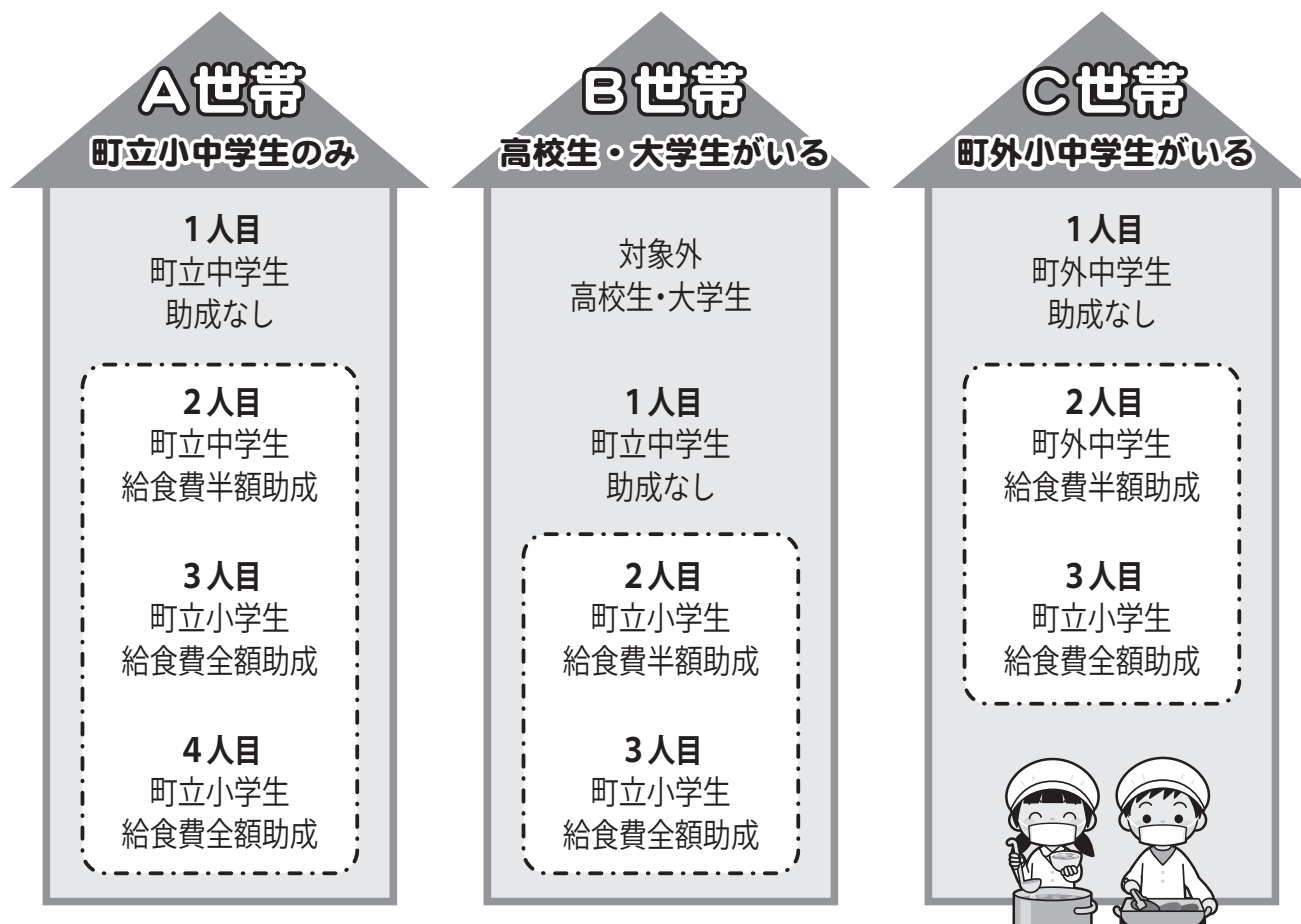 A世帯
町立小中学生のみ
1人目
町立中学生
助成なし
2人目
町立中学生
給食費半額助成
3人目
町立小学生
給食費全額助成
4人目
町立小学生
給食費全額助成
B世帯
高校生・大学生がいる
対象外
高校生・大学生
1人目
町立中学生
助成なし
2人目
町立小学生
給食費半額助成
3人目
町立小学生
給食費全額助成
C世帯
町外小中学生がいる
1人目
町外中学生
助成なし
2人目
町外中学生
給食費半額助成
3人目
町立小学生
給食費全額助成